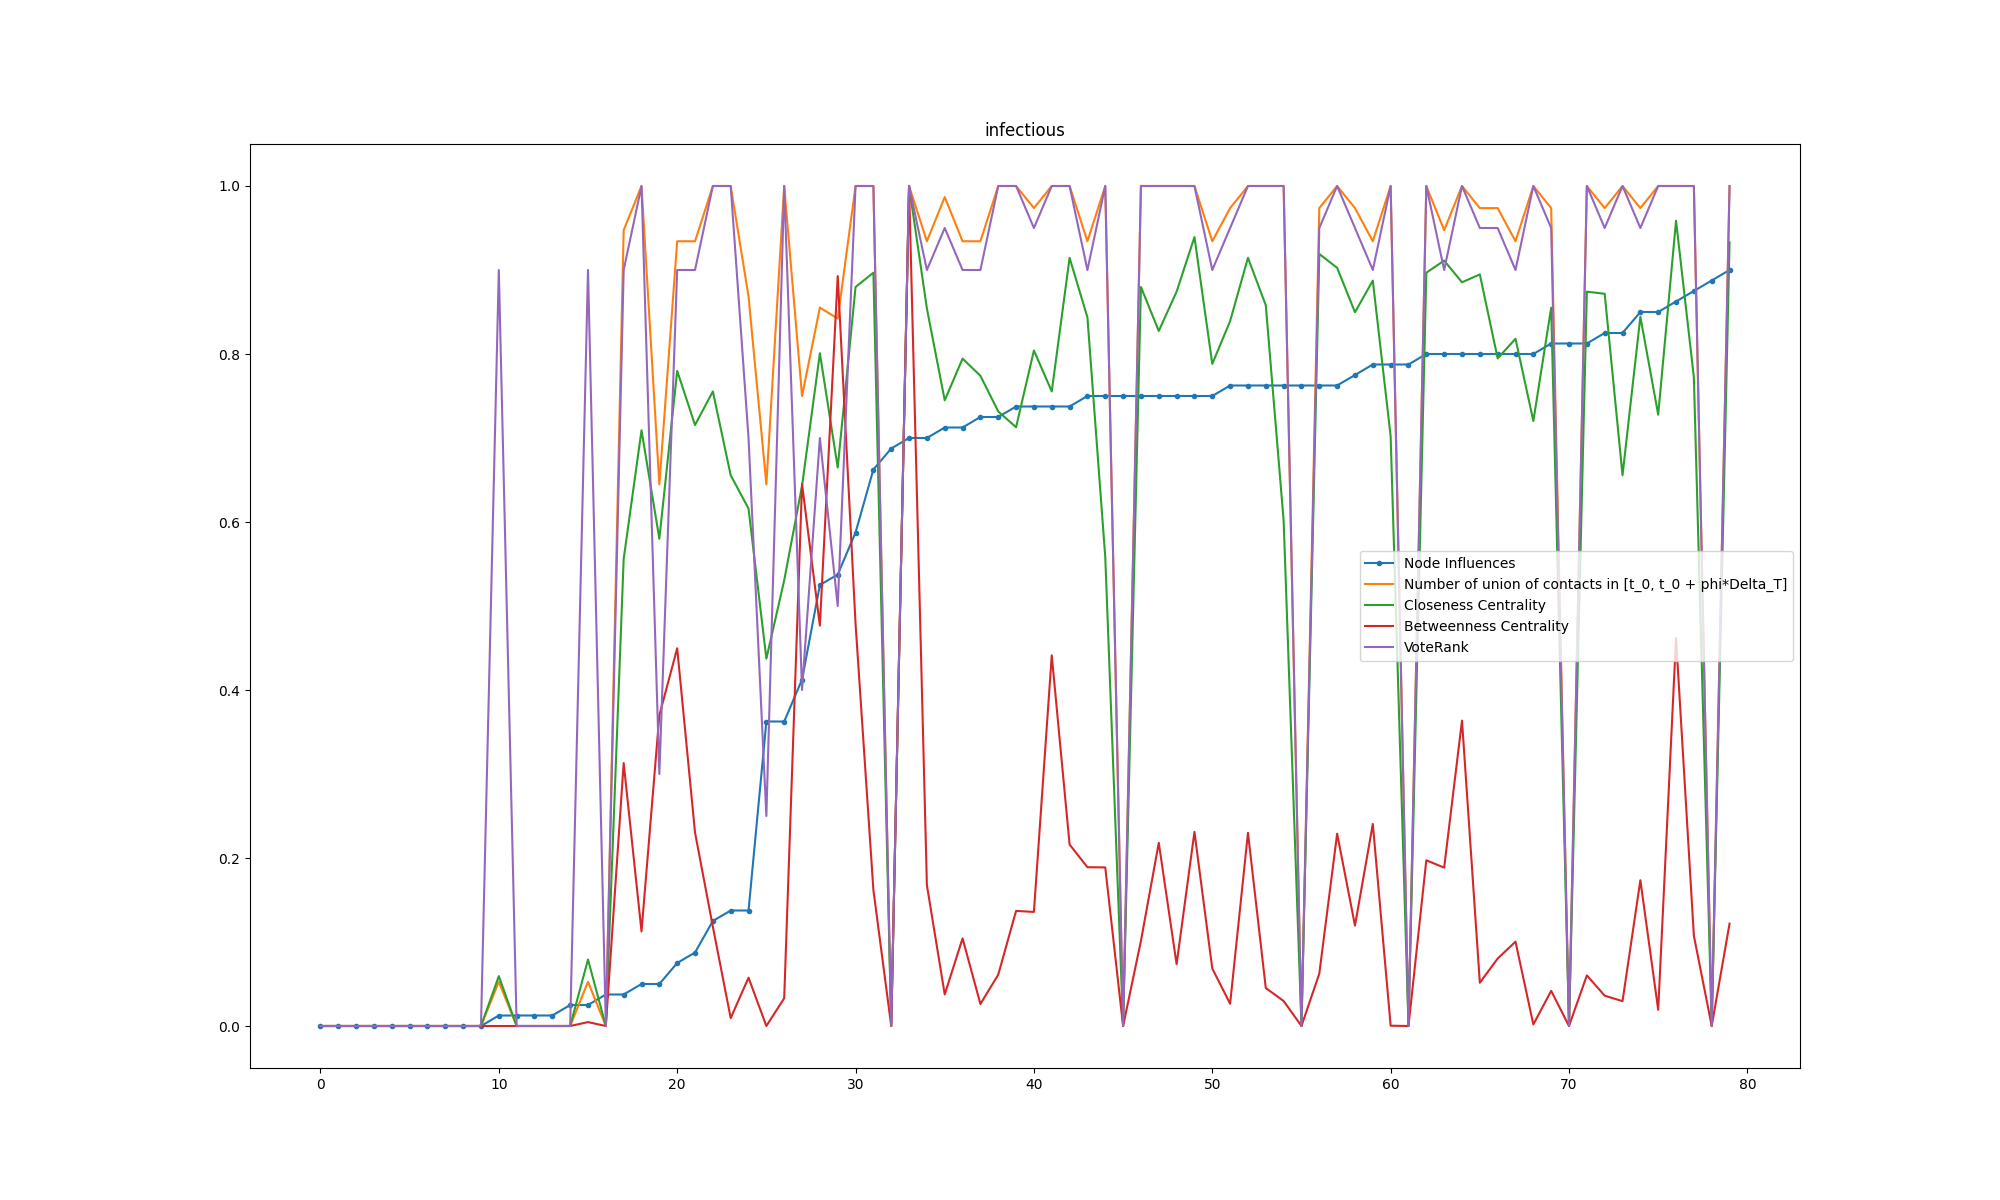 infectious
1.0
0.8
0.6
0.4
0.2
0.0
Node Influences
Number of union of contacts in [t_0, t_0 + phi*Delta_T]
Closeness Centrality
Betweenness Centrality
VoteRank
0 10 20 30 40 50 60 70 80